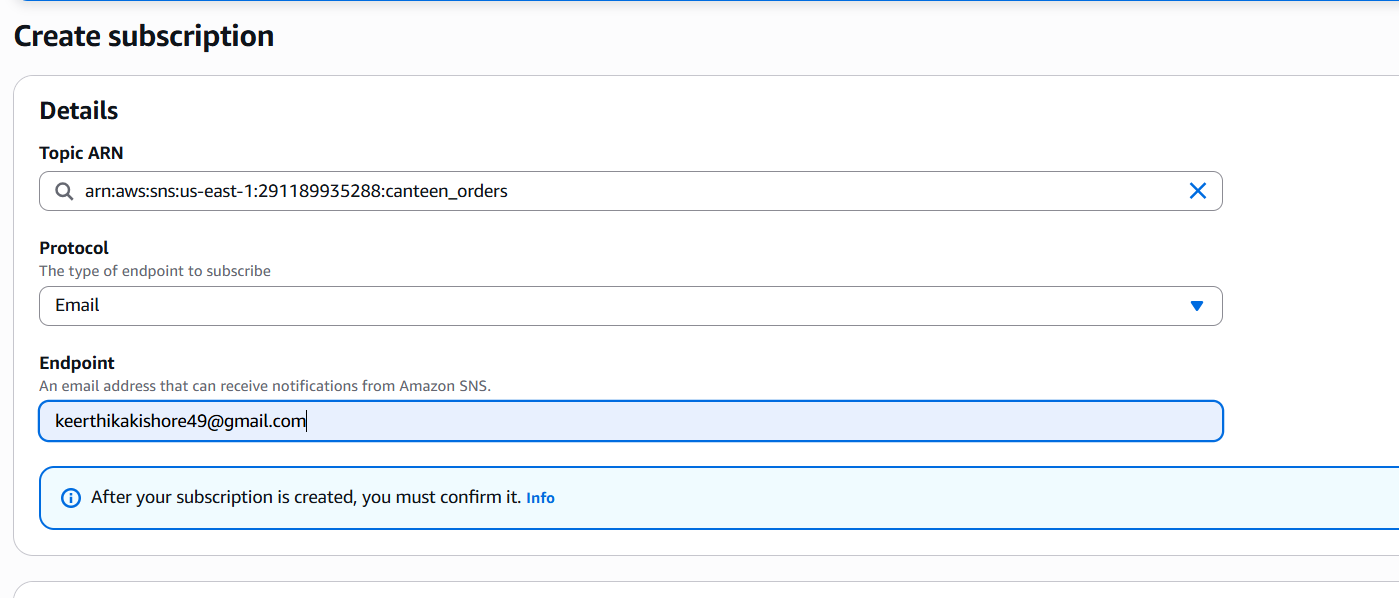 Create subscription
Details
Topic ARN
arn:aws:sns:us-east-1:291189935288:canteen_orders
Protocol
The type of endpoint to subscribe
Email
Endpoint
An email address that can receive notifications from Amazon SNS.
keerthikakishore49@gmail.com
After your subscription is created, you must confirm it. Info